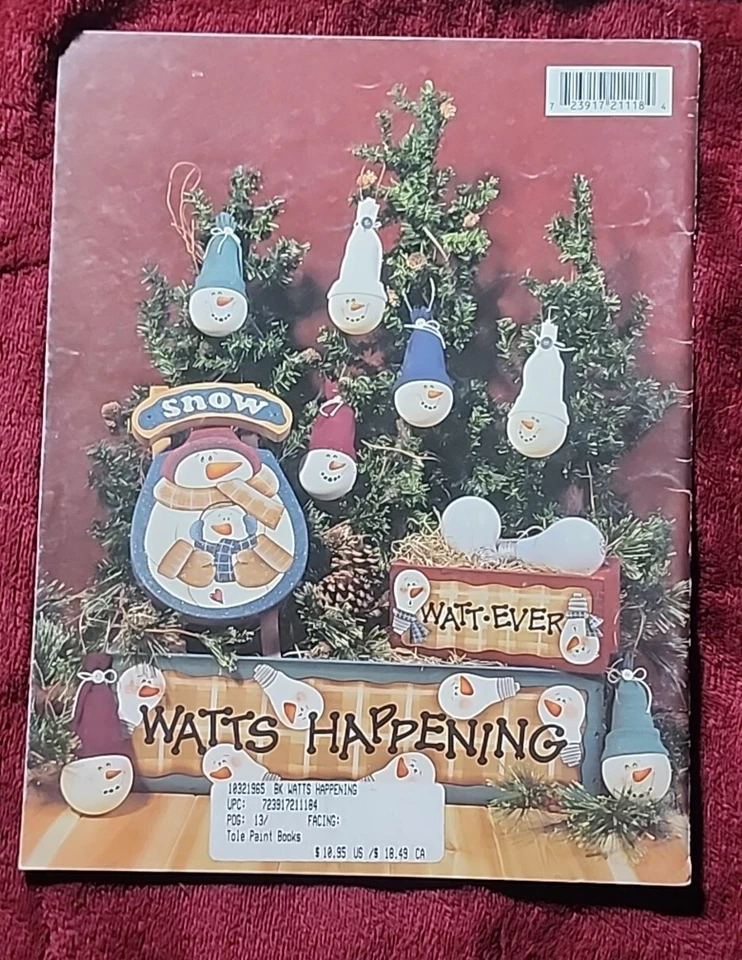 7 23917 21118 4
snow
WATT•EVER
WATTS HAPPENING
10321965 BK WATTS HAPPENING
UPC: 723917211184
POG: 13/ FACING:
Tole Paint Books
$10.95 US /$ 18.49 CA